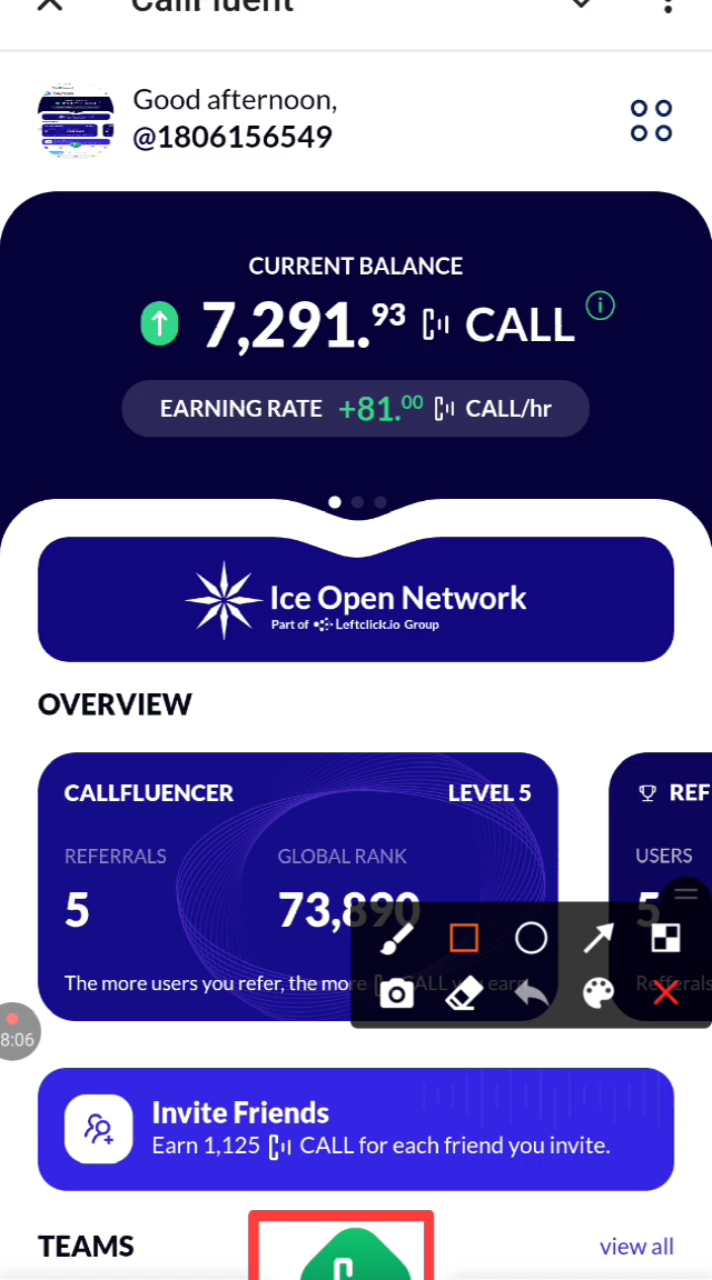 CallFluent
Good afternoon,
@1806156549
CURRENT BALANCE
7,291.93 CALL
EARNING RATE +81.00 CALL/hr
Ice Open Network
Part of Leftclick.io Group
OVERVIEW
CALLFLUENCER LEVEL 5
REFERRALS GLOBAL RANK
5 73,890
The more users you refer, the more CALL you earn
REF
USERS
5
Refferals
8:06
Invite Friends
Earn 1,125 CALL for each friend you invite.
TEAMS view all